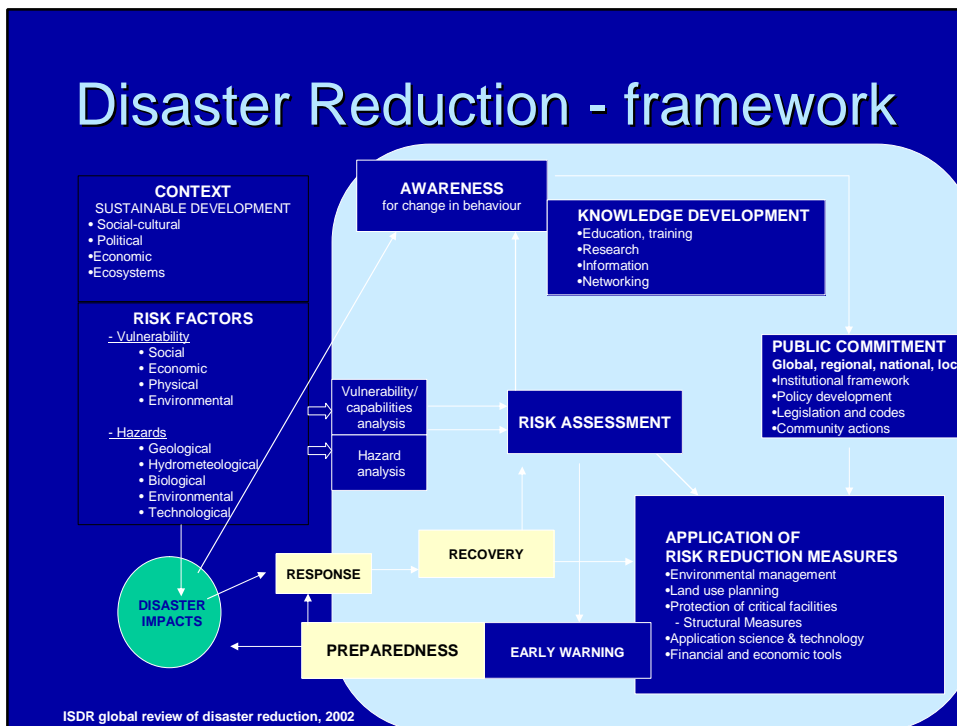 Disaster Reduction - framework
CONTEXT
SUSTAINABLE DEVELOPMENT
• Social-cultural
• Political
•Economic
•Ecosystems
RISK FACTORS
- Vulnerability
• Social
• Economic
• Physical
• Environmental
- Hazards
• Geological
• Hydrometeological
• Biological
• Environmental
• Technological
AWARENESS
for change in behaviour
KNOWLEDGE DEVELOPMENT
•Education, training
•Research
•Information
•Networking
PUBLIC COMMITMENT
Global, regional, national, loc
•Institutional framework
•Policy development
•Legislation and codes
•Community actions
Vulnerability/
capabilities
analysis
Hazard
analysis
RISK ASSESSMENT
APPLICATION OF
RISK REDUCTION MEASURES
•Environmental management
•Land use planning
•Protection of critical facilities
- Structural Measures
•Application science & technology
•Financial and economic tools
RECOVERY
RESPONSE
DISASTER
IMPACTS
PREPAREDNESS
EARLY WARNING
ISDR global review of disaster reduction, 2002